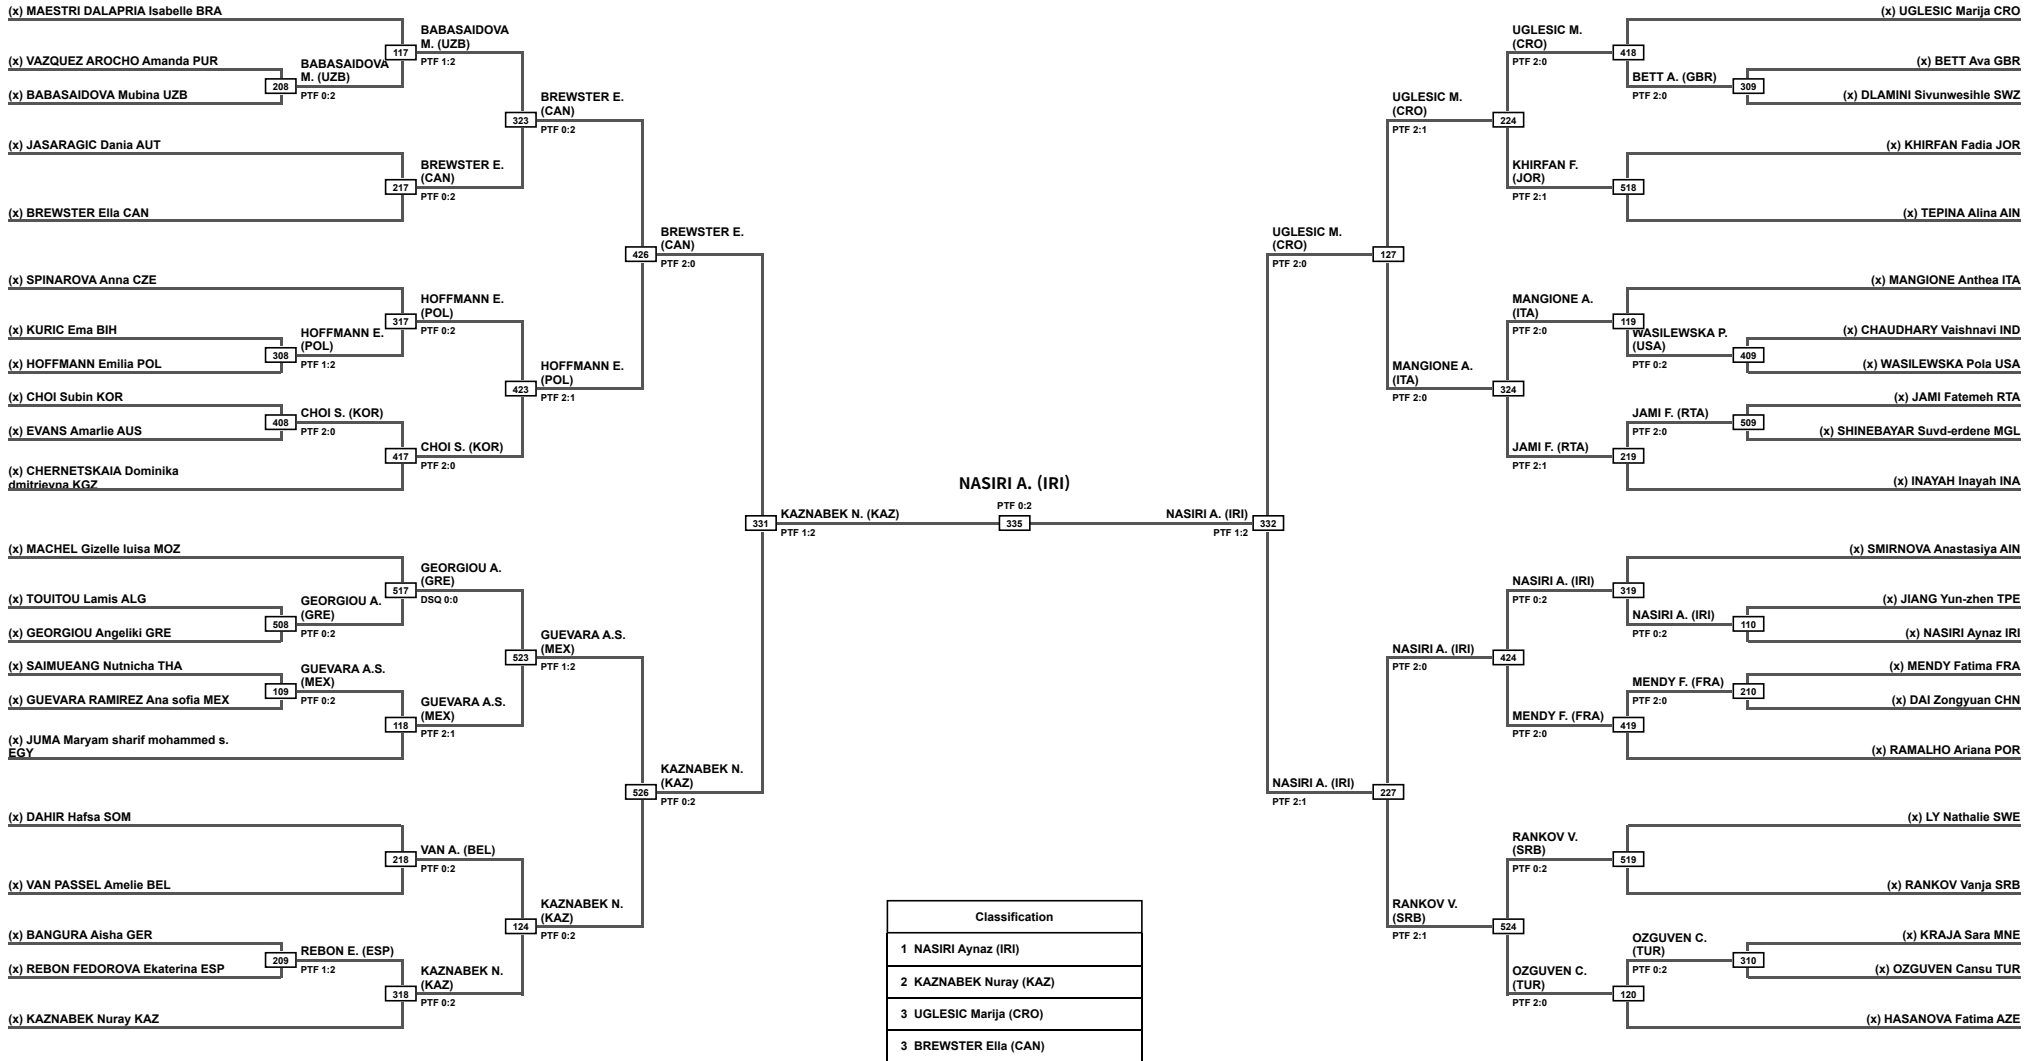 (x) MAESTRI DALAPRIA Isabelle BRA
(x) VAZQUEZ AROCHO Amanda PUR
(x) BABASAIDOVA Mubina UZB
(x) JASARAGIC Dania AUT
(x) BREWSTER Ella CAN
(x) SPINAROVA Anna CZE
(x) KURIC Ema BIH
(x) HOFFMANN Emilia POL
(x) CHOI Subin KOR
(x) EVANS Amarlie AUS
(x) CHERNETSKAIA Dominika
dmitrievna KGZ
(x) MACHEL Gizelle luisa MOZ
(x) TOUITOU Lamis ALG
(x) GEORGIOU Angeliki GRE
(x) SAIMUEANG Nutnicha THA
(x) GUEVARA RAMIREZ Ana sofia MEX
(x) JUMA Maryam sharif mohammed s.
EGY
(x) DAHIR Hafsa SOM
(x) VAN PASSEL Amelie BEL
(x) BANGURA Aisha GER
(x) REBON FEDOROVA Ekaterina ESP
(x) KAZNABEK Nuray KAZ
208
BABASAIDOVA
M. (UZB)
PTF 0:2
308
HOFFMANN E.
(POL)
PTF 1:2
408
CHOI S. (KOR)
PTF 2:0
508
GEORGIOU A.
(GRE)
PTF 0:2
109
GUEVARA A.S.
(MEX)
PTF 0:2
209
REBON E. (ESP)
PTF 1:2
117
BABASAIDOVA
M. (UZB)
PTF 1:2
217
BREWSTER E.
(CAN)
PTF 0:2
317
HOFFMANN E.
(POL)
PTF 0:2
417
CHOI S. (KOR)
PTF 2:0
517
GEORGIOU A.
(GRE)
DSQ 0:0
118
GUEVARA A.S.
(MEX)
PTF 2:1
218
VAN A. (BEL)
PTF 0:2
318
KAZNABEK N.
(KAZ)
PTF 0:2
323
BREWSTER E.
(CAN)
PTF 0:2
423
HOFFMANN E.
(POL)
PTF 2:1
523
GUEVARA A.S.
(MEX)
PTF 1:2
124
KAZNABEK N.
(KAZ)
PTF 0:2
426
BREWSTER E.
(CAN)
PTF 2:0
526
KAZNABEK N.
(KAZ)
PTF 0:2
331
KAZNABEK N. (KAZ)
PTF 1:2
NASIRI A. (IRI)
PTF 0:2
335
NASIRI A. (IRI)
PTF 1:2
332
UGLESIC M.
(CRO)
PTF 2:0
127
NASIRI A. (IRI)
PTF 2:1
227
UGLESIC M.
(CRO)
PTF 2:1
224
MANGIONE A.
(ITA)
PTF 2:0
324
NASIRI A. (IRI)
PTF 2:0
424
RANKOV V.
(SRB)
PTF 2:1
524
UGLESIC M.
(CRO)
PTF 2:0
418
KHIRFAN F.
(JOR)
PTF 2:1
518
MANGIONE A.
(ITA)
PTF 2:0
119
JAMI F. (RTA)
PTF 2:1
219
NASIRI A. (IRI)
PTF 0:2
319
MENDY F. (FRA)
PTF 2:0
419
RANKOV V.
(SRB)
PTF 0:2
519
OZGUVEN C.
(TUR)
PTF 2:0
120
BETT A. (GBR)
PTF 2:0
309
WASILEWSKA P.
(USA)
PTF 0:2
409
JAMI F. (RTA)
PTF 2:0
509
NASIRI A. (IRI)
PTF 0:2
110
MENDY F. (FRA)
PTF 2:0
210
OZGUVEN C.
(TUR)
PTF 0:2
310
(x) UGLESIC Marija CRO
(x) BETT Ava GBR
(x) DLAMINI Sivunwesihle SWZ
(x) KHIRFAN Fadia JOR
(x) TEPINA Alina AIN
(x) MANGIONE Anthea ITA
(x) CHAUDHARY Vaishnavi IND
(x) WASILEWSKA Pola USA
(x) JAMI Fatemeh RTA
(x) SHINEBAYAR Suvd-erdene MGL
(x) INAYAH Inayah INA
(x) SMIRNOVA Anastasiya AIN
(x) JIANG Yun-zhen TPE
(x) NASIRI Aynaz IRI
(x) MENDY Fatima FRA
(x) DAI Zongyuan CHN
(x) RAMALHO Ariana POR
(x) LY Nathalie SWE
(x) RANKOV Vanja SRB
(x) KRAJA Sara MNE
(x) OZGUVEN Cansu TUR
(x) HASANOVA Fatima AZE
Classification
1 NASIRI Aynaz (IRI)
2 KAZNABEK Nuray (KAZ)
3 UGLESIC Marija (CRO)
3 BREWSTER Ella (CAN)